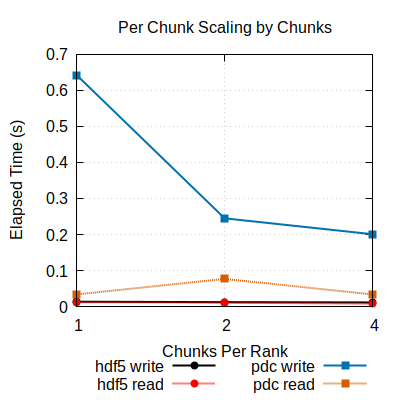 Per Chunk Scaling by Chunks
0.7
0.6
0.5
0.4
0.3
0.2
0.1
0
Elapsed Time (s)
1 2 4
Chunks Per Rank
hdf5 write pdc write
hdf5 read pdc read